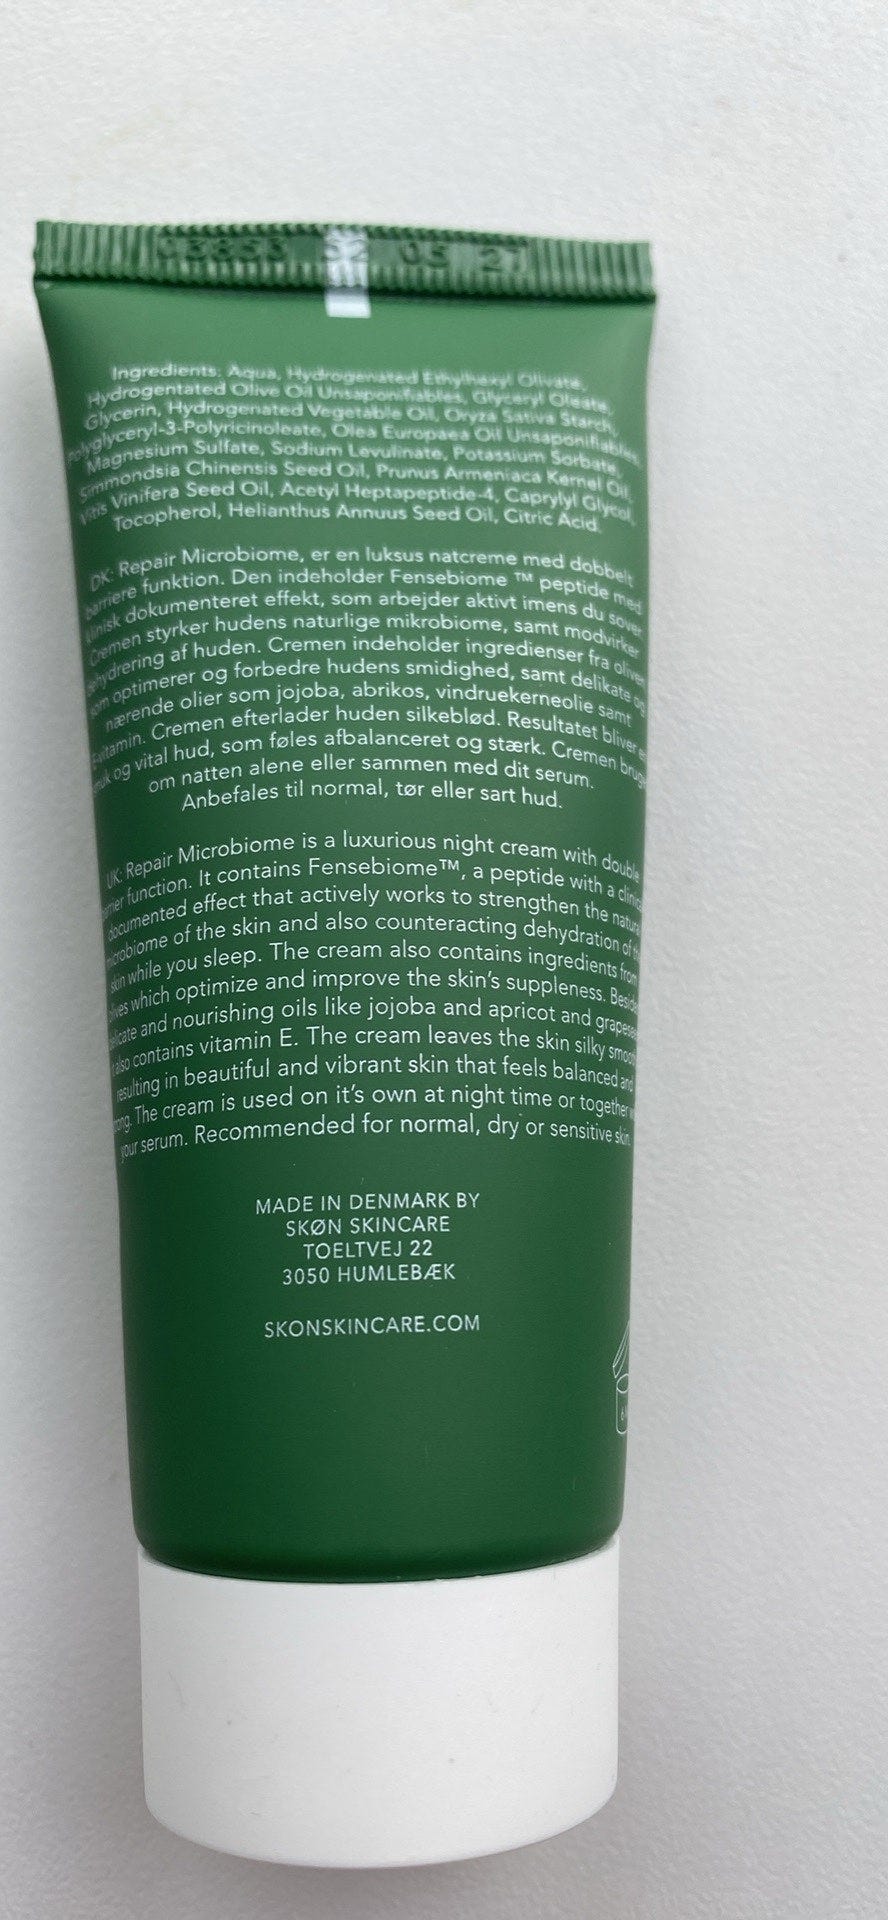 03853 52 05 27
Ingredients: Aqua, Hydrogenated Ethylhexyl Olivate,
Hydrogentated Olive Oil Unsaponifiables, Glyceryl Oleate,
Glycerin, Hydrogenated Vegetable Oil, Oryza Sativa Starch,
Polyglyceryl-3-Polyricinoleate, Olea Europaea Oil Unsaponifiables,
Magnesium Sulfate, Sodium Levulinate, Potassium Sorbate,
Simmondsia Chinensis Seed Oil, Prunus Armeniaca Kernel Oil,
Vitis Vinifera Seed Oil, Acetyl Heptapeptide-4, Caprylyl Glycol,
Tocopherol, Helianthus Annuus Seed Oil, Citric Acid.
DK: Repair Microbiome, er en luksus natcreme med dobbelt
barriere funktion. Den indeholder Fensebiome ™ peptide med
klinisk dokumenteret effekt, som arbejder aktivt imens du sover.
Cremen styrker hudens naturlige mikrobiome, samt modvirker
dehydrering af huden. Cremen indeholder ingredienser fra oliven
som optimerer og forbedre hudens smidighed, samt delikate og
nærende olier som jojoba, abrikos, vindruekerneolie samt
E-vitamin. Cremen efterlader huden silkeblød. Resultatet bliver
smuk og vital hud, som føles afbalanceret og stærk. Cremen
om natten alene eller sammen med dit serum.
Anbefales til normal, tør eller sart hud.
UK: Repair Microbiome is a luxurious night cream with double
function. It contains Fensebiome™, a peptide with a
documented effect that actively works to strengthen the
microbiome of the skin and also counteracting dehydration of
skin while you sleep. The cream also contains ingredients from
which optimize and improve the skin's suppleness.
and nourishing oils like jojoba and apricot and
also contains vitamin E. The cream leaves the skin silky
resulting in beautiful and vibrant skin that feels balanced and
The cream is used on it's own at night time or together
your serum. Recommended for normal, dry or sensitive skin.
MADE IN DENMARK BY
SKØN SKINCARE
TOELTVEJ 22
3050 HUMLEBÆK
SKONSKINCARE.COM